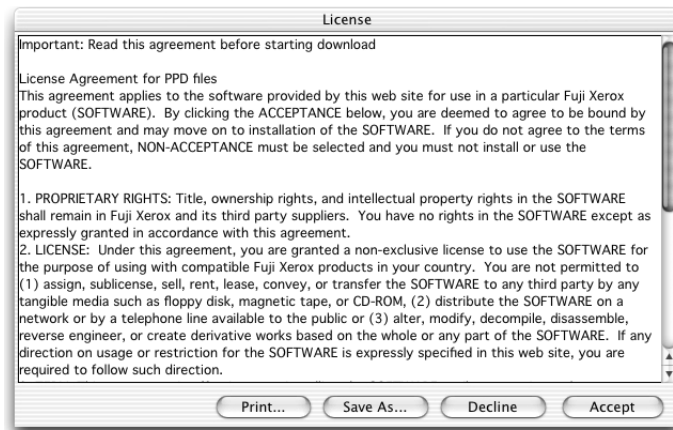 License
Important: Read this agreement before starting download
License Agreement for PPD files
This agreement applies to the software provided by this web site for use in a particular Fuji Xerox
product (SOFTWARE).  By clicking the ACCEPTANCE below, you are deemed to agree to be bound by
this agreement and may move on to installation of the SOFTWARE.  If you do not agree to the terms
of this agreement, NON-ACCEPTANCE must be selected and you must not install or use the
SOFTWARE.
1. PROPRIETARY RIGHTS: Title, ownership rights, and intellectual property rights in the SOFTWARE
shall remain in Fuji Xerox and its third party suppliers.  You have no rights in the SOFTWARE except as
expressly granted in accordance with this agreement.
2. LICENSE:  Under this agreement, you are granted a non-exclusive license to use the SOFTWARE for
the purpose of using with compatible Fuji Xerox products in your country.  You are not permitted to
(1) assign, sublicense, sell, rent, lease, convey, or transfer the SOFTWARE to any third party by any
tangible media such as floppy disk, magnetic tape, or CD-ROM, (2) distribute the SOFTWARE on a
network or by a telephone line available to the public or (3) alter, modify, decompile, disassemble,
reverse engineer, or create derivative works based on the whole or any part of the SOFTWARE.  If any
direction on usage or restriction for the SOFTWARE is expressly specified in this web site, you are
required to follow such direction.
Print... Save As... Decline Accept